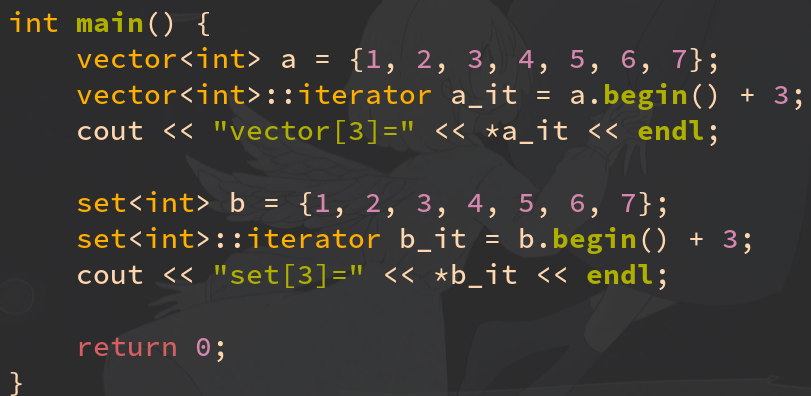 int main() {
    vector<int> a = {1, 2, 3, 4, 5, 6, 7};
    vector<int>::iterator a_it = a.begin() + 3;
    cout << "vector[3]=" << *a_it << endl;

    set<int> b = {1, 2, 3, 4, 5, 6, 7};
    set<int>::iterator b_it = b.begin() + 3;
    cout << "set[3]=" << *b_it << endl;

    return 0;
}